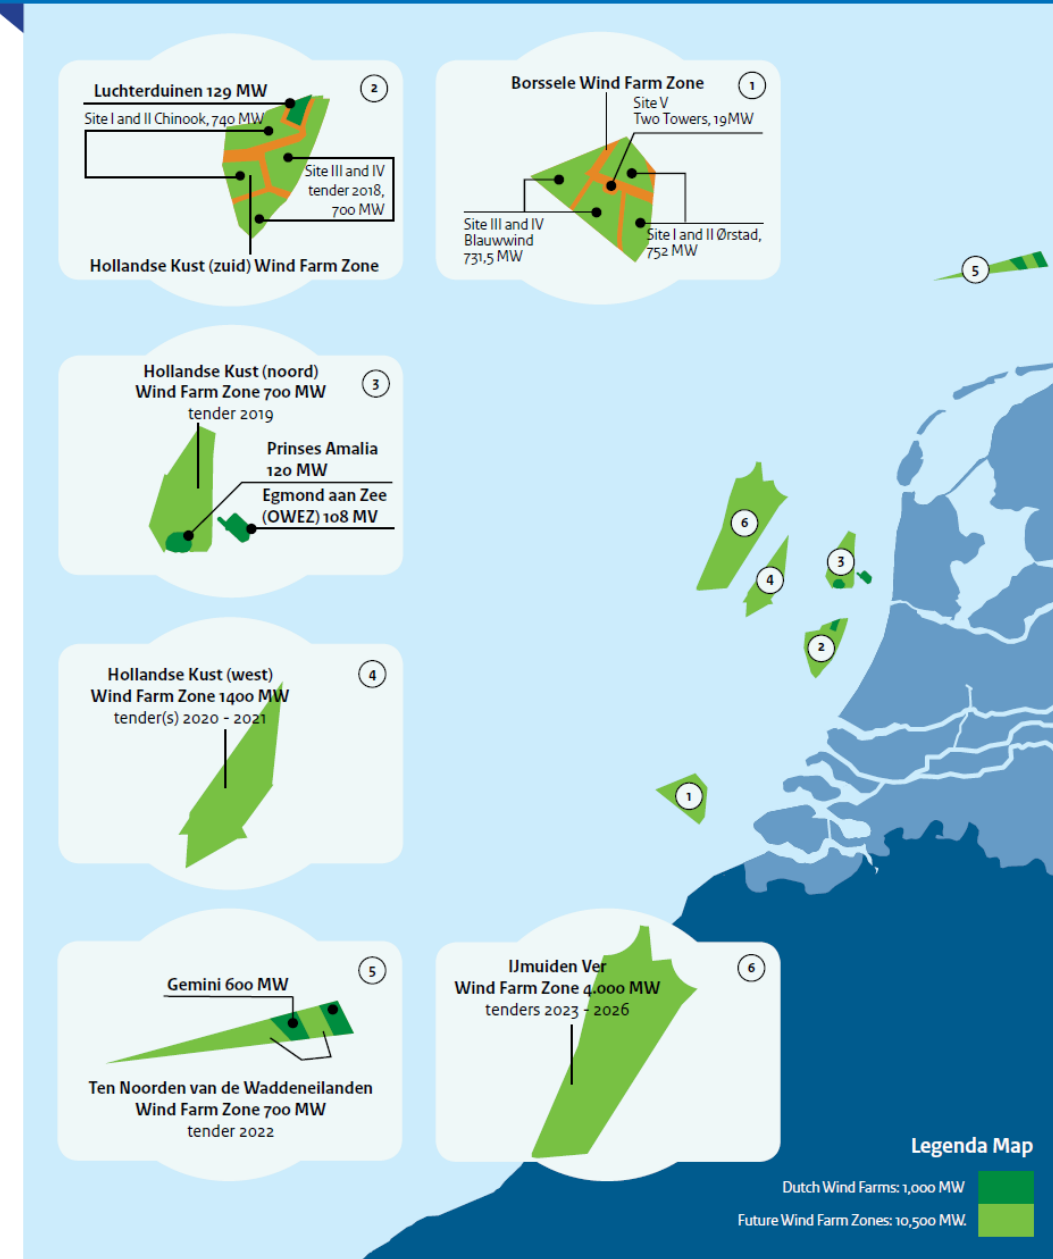 Luchterduinen 129 MW
2
Site I and II Chinook, 740 MW
Site III and IV
tender 2018,
700 MW
Hollandse Kust (zuid) Wind Farm Zone
Borssele Wind Farm Zone
1
Site V
Two Towers, 19MW
Site III and IV
Blauwwind
731,5 MW
Site I and II Ørstad,
752 MW
5
Hollandse Kust (noord)
Wind Farm Zone 700 MW
tender 2019
3
Prinses Amalia
120 MW
Egmond aan Zee
(OWEZ) 108 MV
6
4
3
2
1
Hollandse Kust (west)
Wind Farm Zone 1400 MW
tender(s) 2020 - 2021
4
Gemini 600 MW
5
Ten Noorden van de Waddeneilanden
Wind Farm Zone 700 MW
tender 2022
IJmuiden Ver
Wind Farm Zone 4.000 MW
tenders 2023 - 2026
6
Legenda Map
Dutch Wind Farms: 1,000 MW
Future Wind Farm Zones: 10,500 MW.